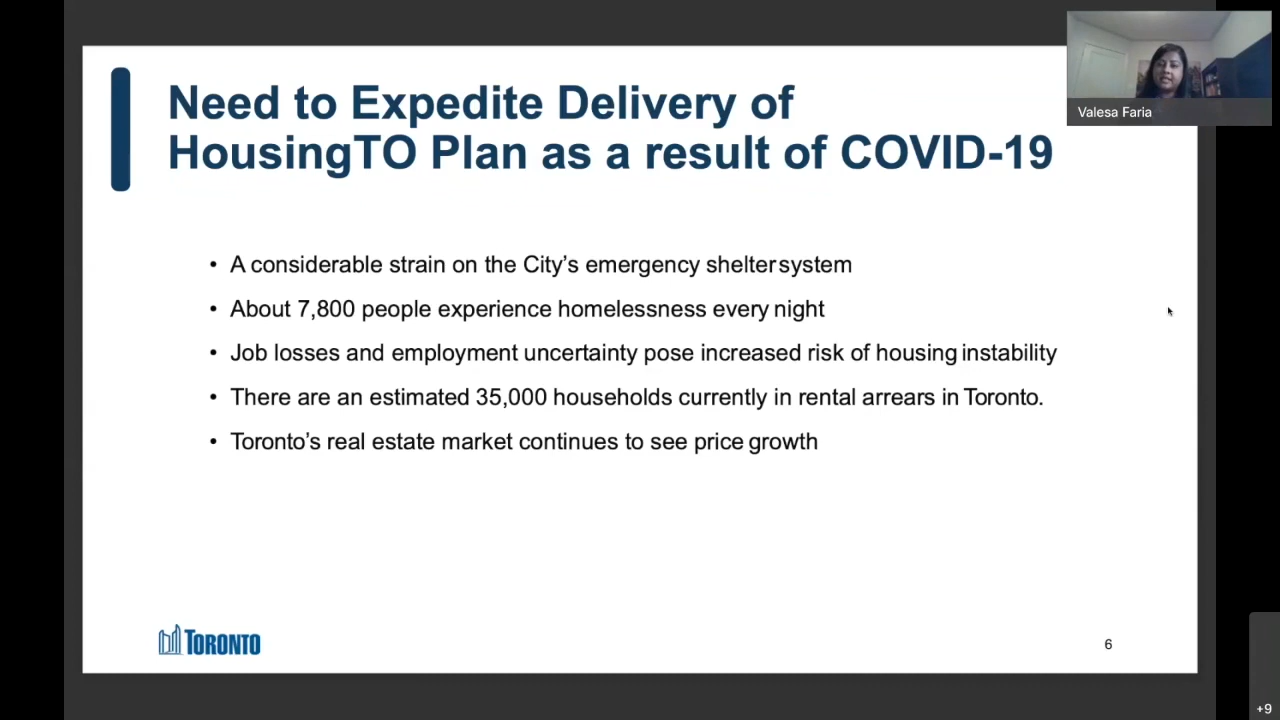 Need to Expedite Delivery of
HousingTO Plan as a result of COVID-19
Valesa Faria
• A considerable strain on the City's emergency shelter system
• About 7,800 people experience homelessness every night
• Job losses and employment uncertainty pose increased risk of housing instability
• There are an estimated 35,000 households currently in rental arrears in Toronto.
• Toronto's real estate market continues to see price growth
TORONTO
6
+9